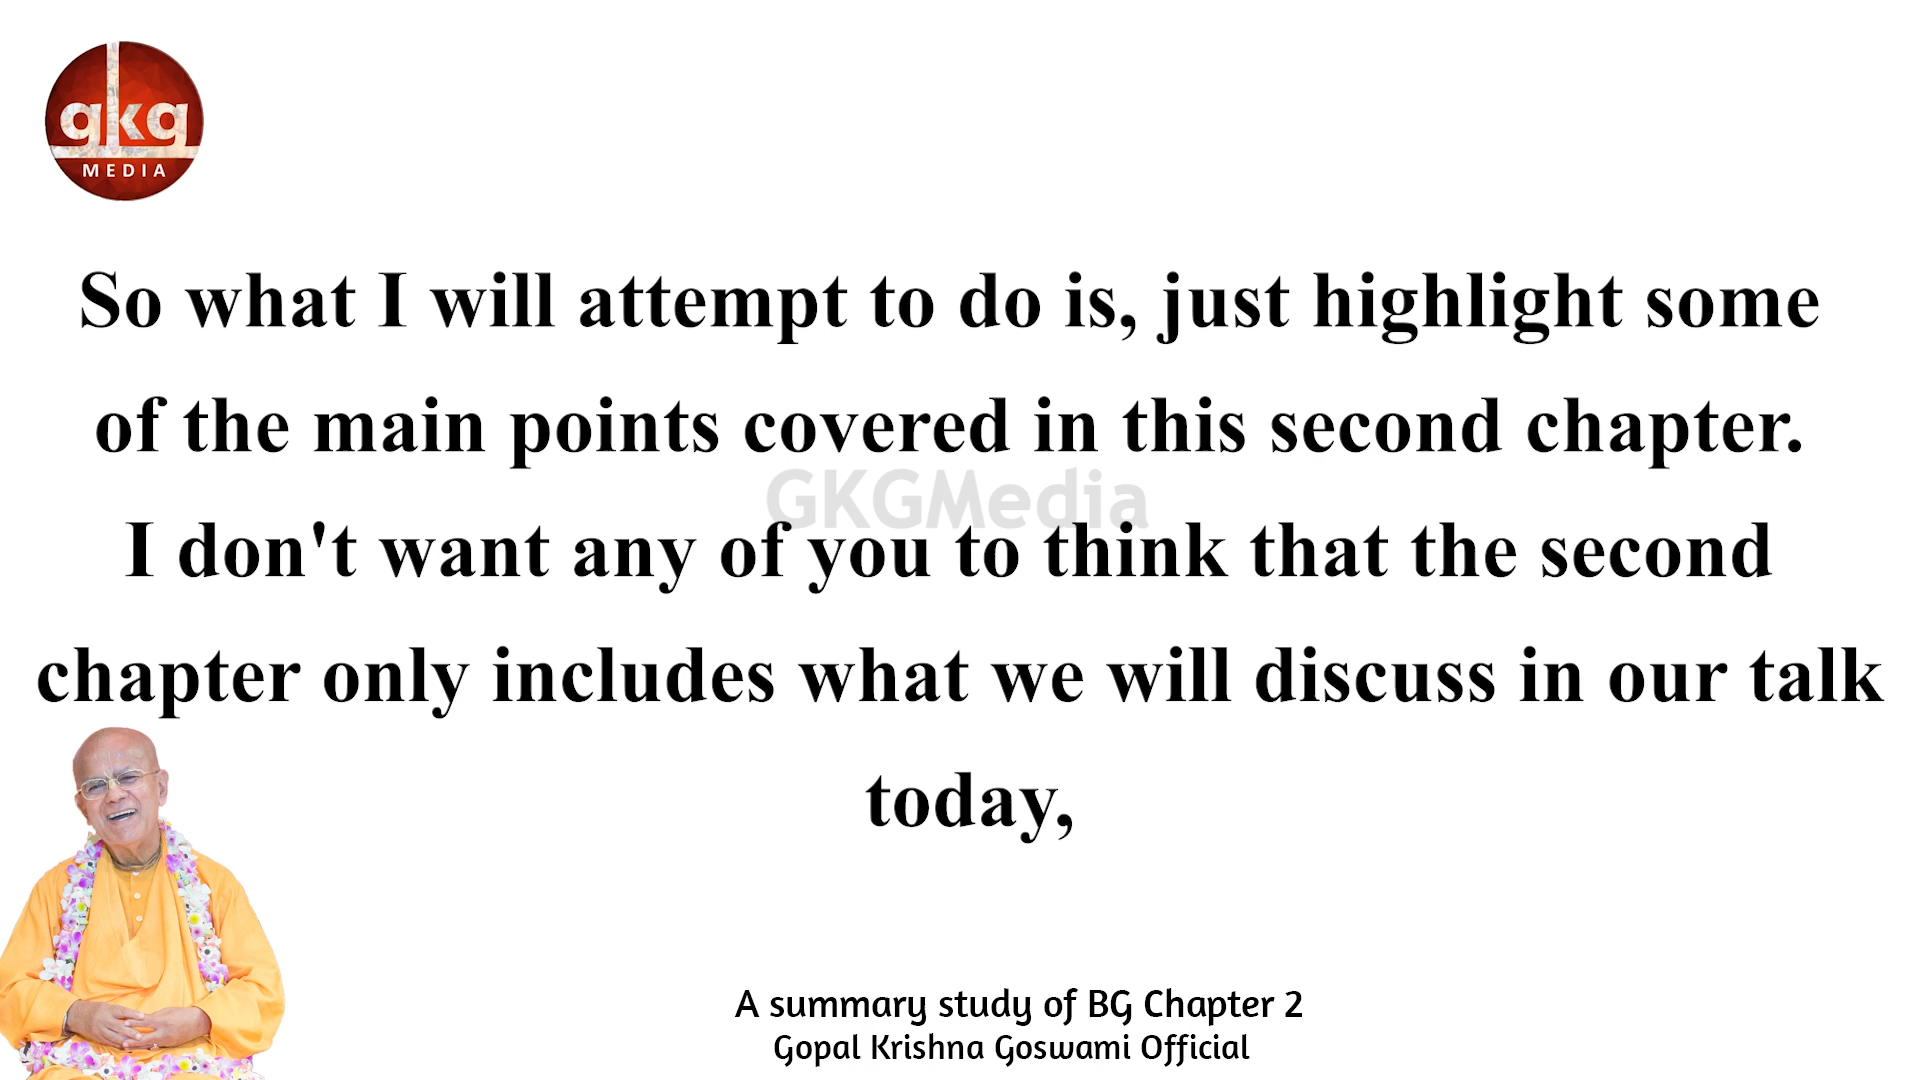 gkg
MEDIA
So what I will attempt to do is, just highlight some
of the main points covered in this second chapter.
GKGMedia
I don't want any of you to think that the second
chapter only includes what we will discuss in our talk
today,
A summary study of BG Chapter 2
Gopal Krishna Goswami Official